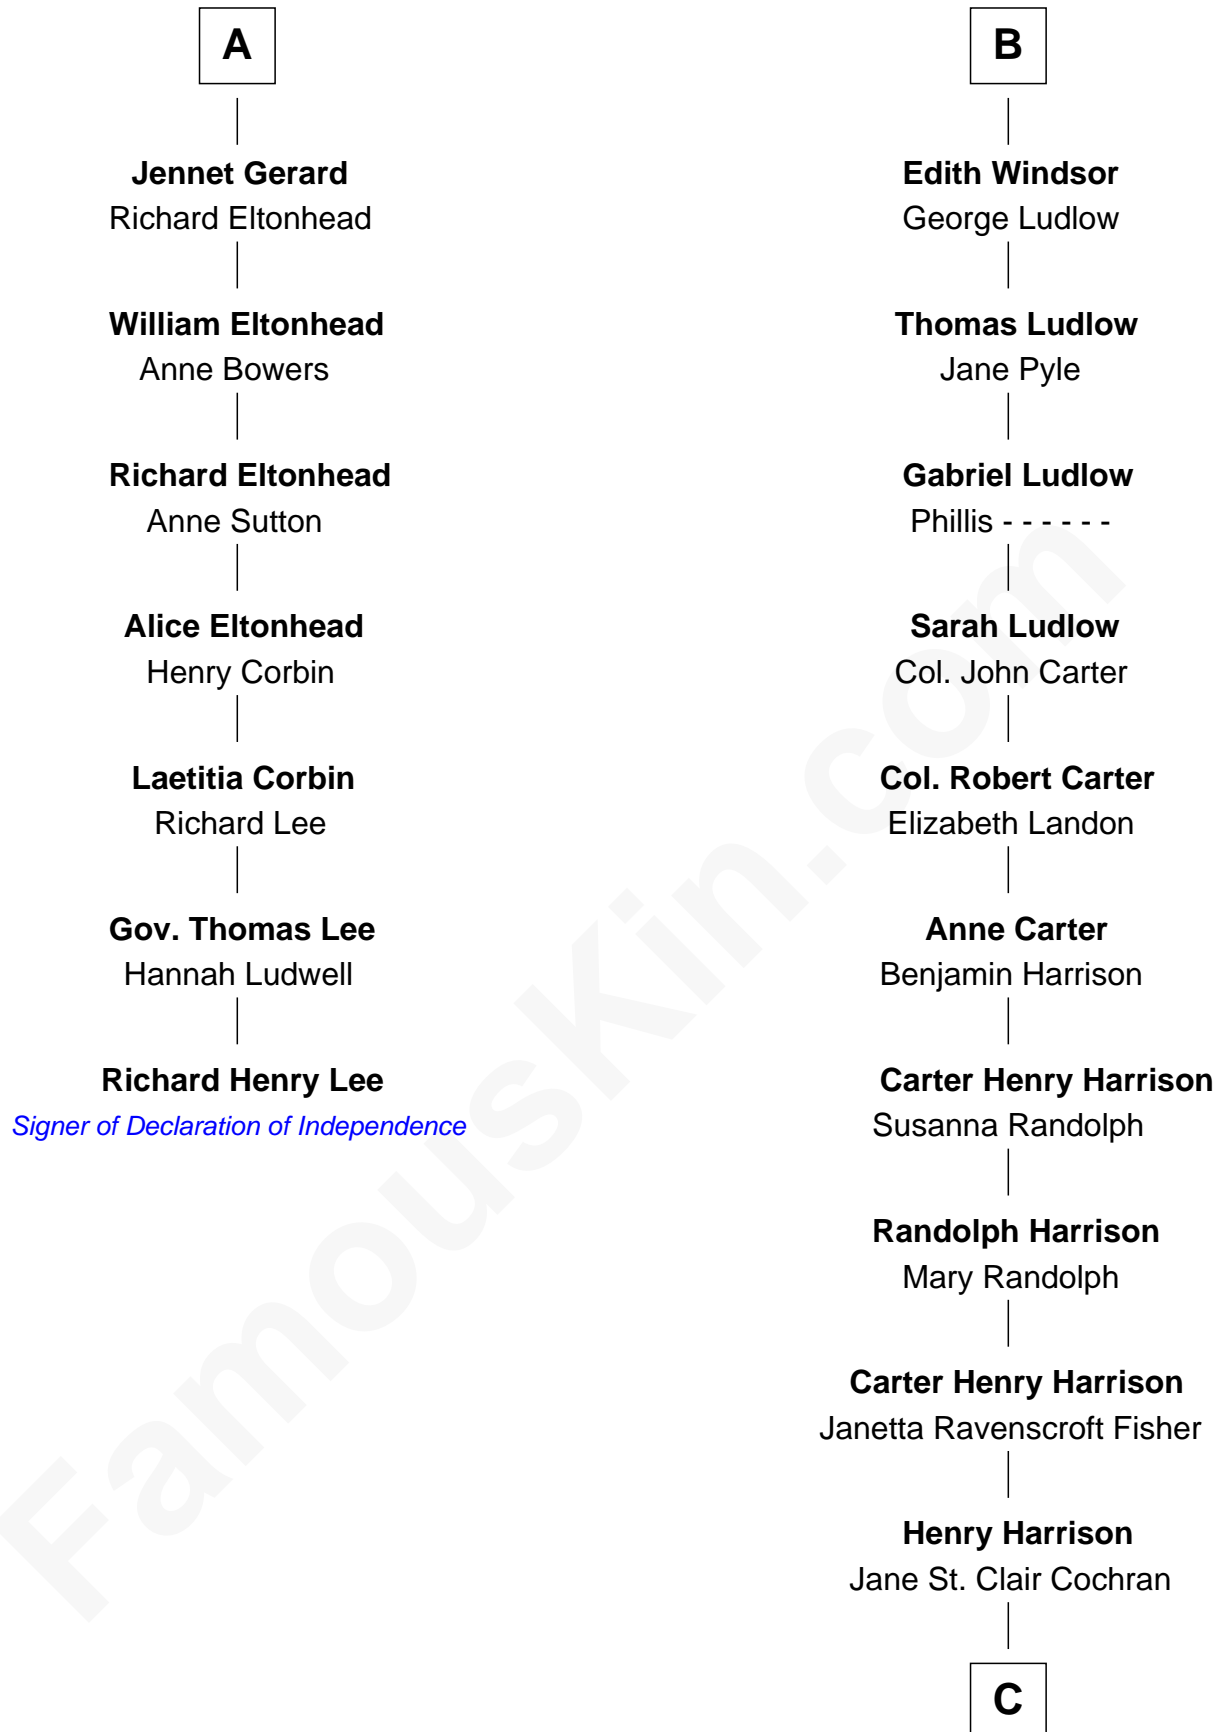 A
Jennet Gerard
Richard Eltonhead
William Eltonhead
Anne Bowers
Richard Eltonhead
Anne Sutton
Alice Eltonhead
Henry Corbin
Laetitia Corbin
Richard Lee
Gov. Thomas Lee
Hannah Ludwell
Richard Henry Lee
Signer of Declaration of Independence
B
Edith Windsor
George Ludlow
Thomas Ludlow
Jane Pyle
Gabriel Ludlow
Phillis - - - - - -
Sarah Ludlow
Col. John Carter
Col. Robert Carter
Elizabeth Landon
Anne Carter
Benjamin Harrison
Carter Henry Harrison
Susanna Randolph
Randolph Harrison
Mary Randolph
Carter Henry Harrison
Janetta Ravenscroft Fisher
Henry Harrison
Jane St. Clair Cochran
C
FamousKin.com